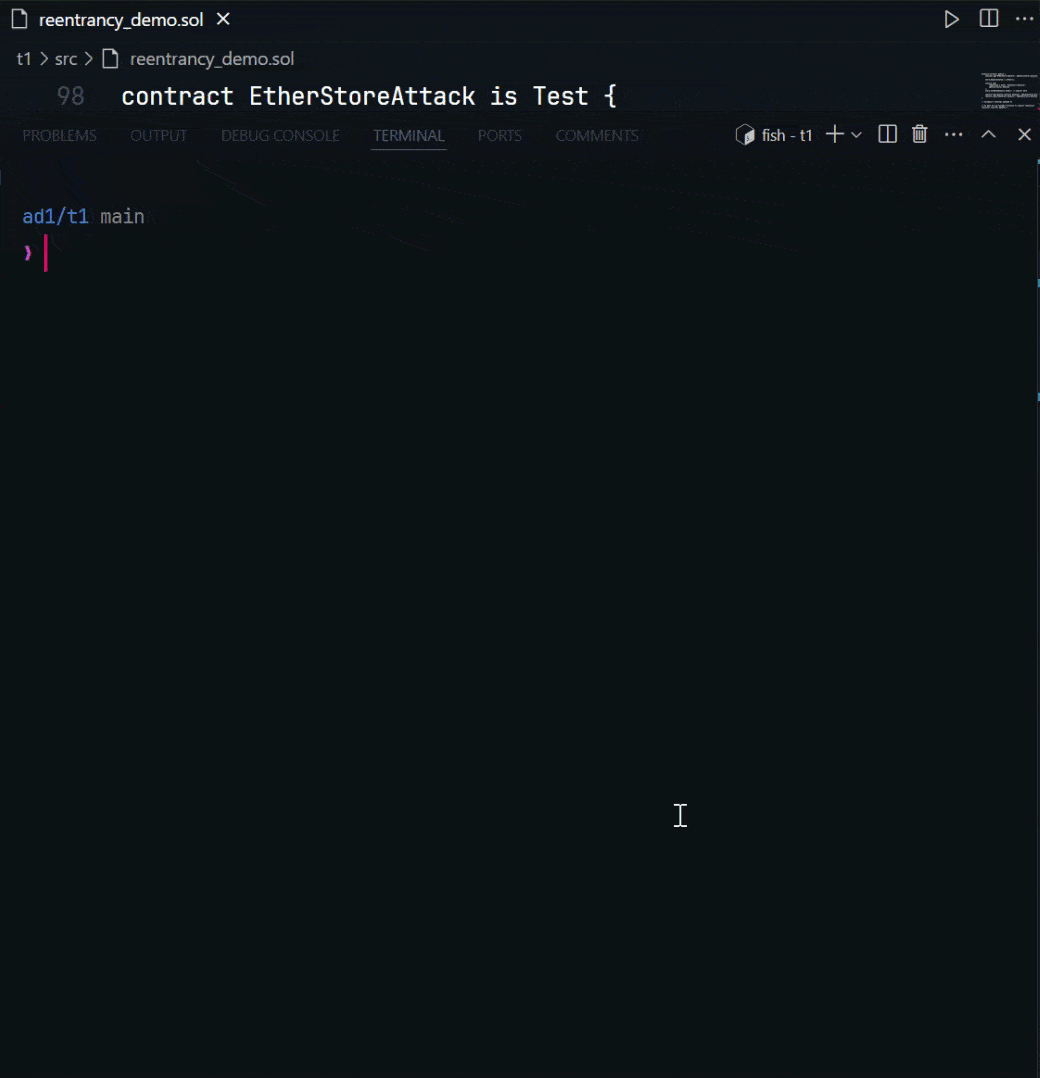 reentrancy_demo.sol
t1 > src > reentrancy_demo.sol
98 contract EtherStoreAttack is Test {
PROBLEMS OUTPUT DEBUG CONSOLE TERMINAL PORTS COMMENTS fish - t1
ad1/t1 main